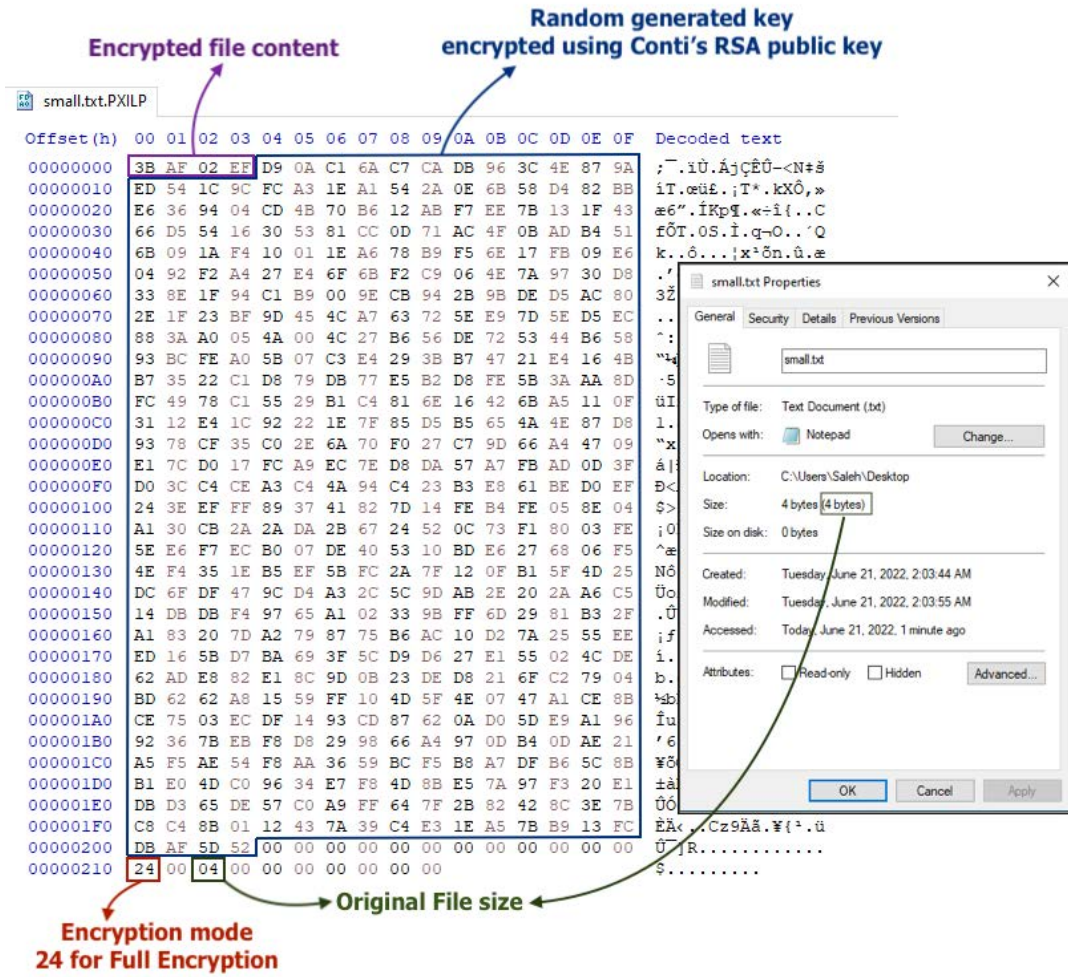 Random generated key
encrypted using Conti's RSA public key
Encrypted file content
small.txt.PXILP
Offset(h) 00 01 02 03 04 05 06 07 08 09 0A 0B 0C 0D 0E 0F Decoded text
00000000 3B AF 02 EF D9 0A C1 6A C7 CA DB 96 3C 4E 87 9A ;¯.ïÙ.ÁjÇÊÛ–<N‡š
00000010 ED 54 1C 9C FC A3 1E A1 54 2A 0E 6B 58 D4 82 BB íT.œü£.¡T*.kXÔ‚»
00000020 E6 36 94 04 CD 4B 70 B6 12 AB F7 EE 7B 13 1F 43 æ6”.ÍKp¶.«÷î{..C
00000030 66 D5 54 16 30 53 81 CC 0D 71 AC 4F 0B AD B4 51 fÕT.0S.Ì.q¬O..´Q
00000040 6B 09 1A F4 10 01 1E A6 78 B9 F5 6E 17 FB 09 E6 k..ô...¦x¹õn.û.æ
00000050 04 92 F2 A4 27 E4 6F 6B F2 C9 06 4E 7A 97 30 D8 .’
00000060 33 8E 1F 94 C1 B9 00 9E CB 94 2B 9B DE D5 AC 80 3Ž
00000070 2E 1F 23 BF 9D 45 4C A7 63 72 5E E9 7D 5E D5 EC ..
00000080 88 3A A0 05 4A 00 4C 27 B6 56 DE 72 53 44 B6 58 ˆ:
00000090 93 BC FE A0 5B 07 C3 E4 29 3B B7 47 21 E4 16 4B “¼
000000A0 B7 35 22 C1 D8 79 DB 77 E5 B2 D8 FE 5B 3A AA 8D ·5
000000B0 FC 49 78 C1 55 29 B1 C4 81 6E 16 42 6B A5 11 0F üI
000000C0 31 12 E4 1C 92 22 1E 7F 85 D5 B5 65 4A 4E 87 D8 1.
000000D0 93 78 CF 35 C0 2E 6A 70 F0 27 C7 9D 66 A4 47 09 “x
000000E0 E1 7C D0 17 FC A9 EC 7E D8 DA 57 A7 FB AD 0D 3F á|
000000F0 D0 3C C4 CE A3 C4 4A 94 C4 23 B3 E8 61 BE D0 EF Ð<
00000100 24 3E EF FF 89 37 41 82 7D 14 FE B4 FE 05 8E 04 $>
00000110 A1 30 CB 2A 2A DA 2B 67 24 52 0C 73 F1 80 03 FE ¡0
00000120 5E E6 F7 EC B0 07 DE 40 53 10 BD E6 27 68 06 F5 ^æ
00000130 4E F4 35 1E B5 EF 5B FC 2A 7F 12 0F B1 5F 4D 25 Nô
00000140 DC 6F DF 47 9C D4 A3 2C 5C 9D AB 2E 20 2A A6 C5 Üo
00000150 14 DB DB F4 97 65 A1 02 33 9B FF 6D 29 81 B3 2F .Û
00000160 A1 83 20 7D A2 79 87 75 B6 AC 10 D2 7A 25 55 EE ¡ƒ
00000170 ED 16 5B D7 BA 69 3F 5C D9 D6 27 E1 55 02 4C DE í.
00000180 62 AD E8 82 E1 8C 9D 0B 23 DE D8 21 6F C2 79 04 b.
00000190 BD 62 62 A8 15 59 FF 10 4D 5F 4E 07 47 A1 CE 8B ½b
000001A0 CE 75 03 EC DF 14 93 CD 87 62 0A D0 5D E9 A1 96 Îu
000001B0 92 36 7B EB F8 D8 29 98 66 A4 97 0D B4 0D AE 21 ’6
000001C0 A5 F5 AE 54 F8 AA 36 59 BC F5 B8 A7 DF B6 5C 8B ¥õ
000001D0 B1 E0 4D C0 96 34 E7 F8 4D 8B E5 7A 97 F3 20 E1 ±à
000001E0 DB D3 65 DE 57 C0 A9 FF 64 7F 2B 82 42 8C 3E 7B ÛÓ
000001F0 C8 C4 8B 01 12 43 7A 39 C4 E3 1E A5 7B B9 13 FC ÈÄ‹..Cz9Äã.¥{¹.ü
00000200 DB AF 5D 52 00 00 00 00 00 00 00 00 00 00 00 00 Û¯]R............
00000210 24 00 04 00 00 00 00 00 00 00 $.........
small.txt Properties
General Security Details Previous Versions
small.txt
Type of file: Text Document (.txt)
Opens with: Notepad Change...
Location: C:\Users\Saleh\Desktop
Size: 4 bytes (4 bytes)
Size on disk: 0 bytes
Created: Tuesday, June 21, 2022, 2:03:44 AM
Modified: Tuesday, June 21, 2022, 2:03:55 AM
Accessed: Today, June 21, 2022, 1 minute ago
Attributes: Read-only Hidden Advanced...
OK Cancel Apply
Original File size
Encryption mode
24 for Full Encryption